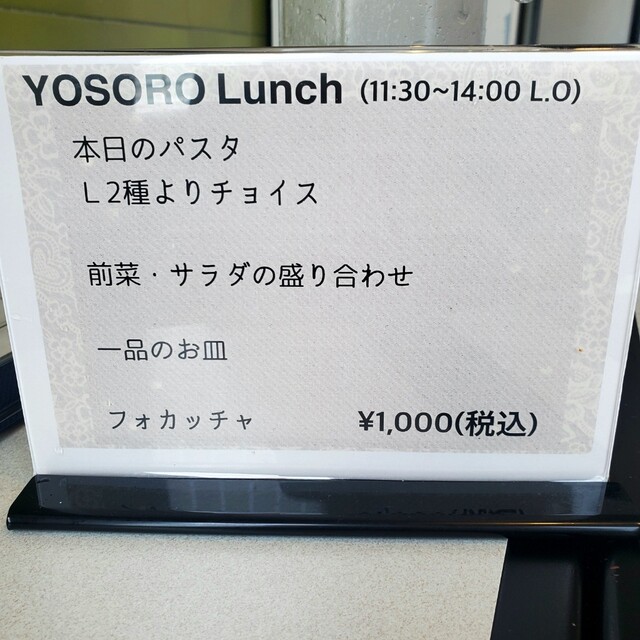 YOSORO Lunch (11:30~14:00 L.O)
本日のパスタ
L 2種よりチョイス
前菜・サラダの盛り合わせ
一品のお皿
フォカッチャ ¥1,000(税込)